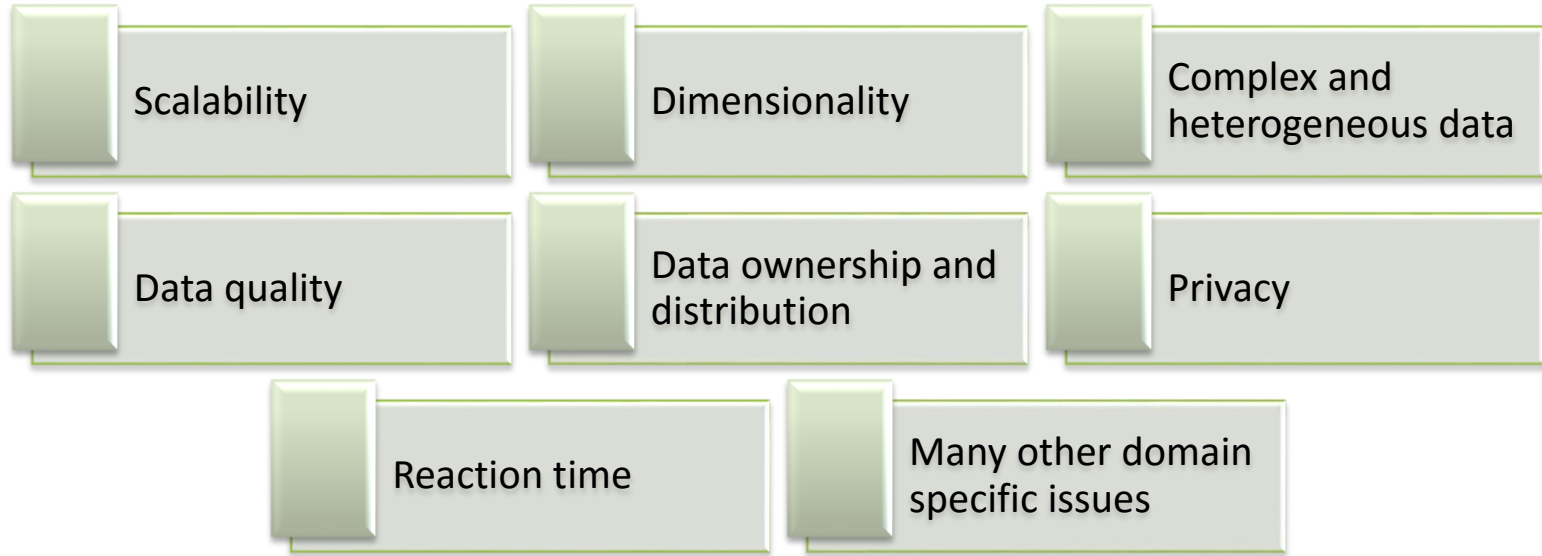 Scalability
Dimensionality
Complex and
heterogeneous data
Data quality
Data ownership and
distribution
Privacy
Reaction time
Many other domain
specific issues